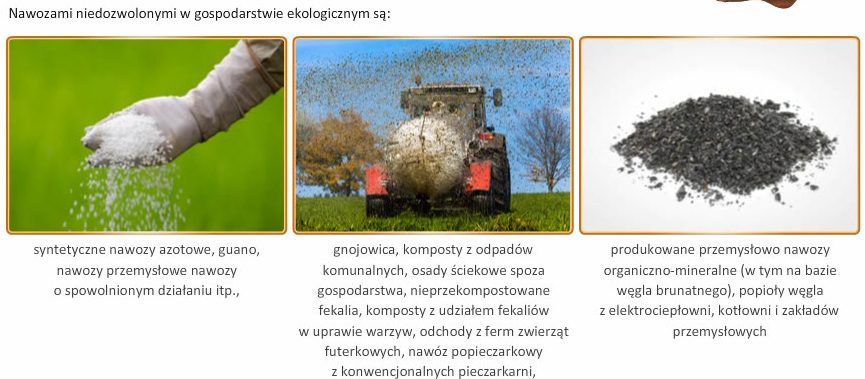 Nawozami niedozwolonymi w gospodarstwie ekologicznym są:
syntetyczne nawozy azotowe, guano,
nawozy przemysłowe nawozy
o spowolnionym działaniu itp.,
gnojowica, komposty z odpadów
komunalnych, osady ściekowe spoza
gospodarstwa, nieprzekompostowane
fekalia, komposty z udziałem fekaliów
w uprawie warzyw, odchody z ferm zwierząt
futerkowych, nawóz popieczarkowy
z konwencjonalnych pieczarkarni,
produkowane przemysłowo nawozy
organiczno-mineralne (w tym na bazie
węgla brunatnego), popioły węgla
z elektrociepłowni, kotłowni i zakładów
przemysłowych